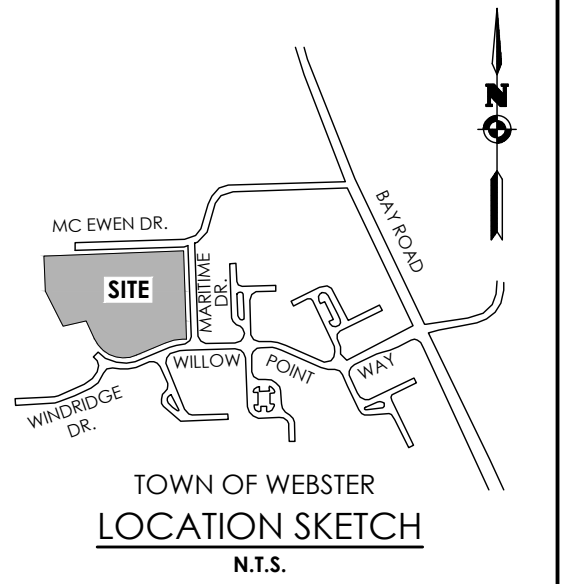 N
BAY ROAD
MC EWEN DR.
SITE
MARITIME
DR.
WILLOW
POINT
WAY
WINDRIDGE
DR.
TOWN OF WEBSTER
LOCATION SKETCH
N.T.S.